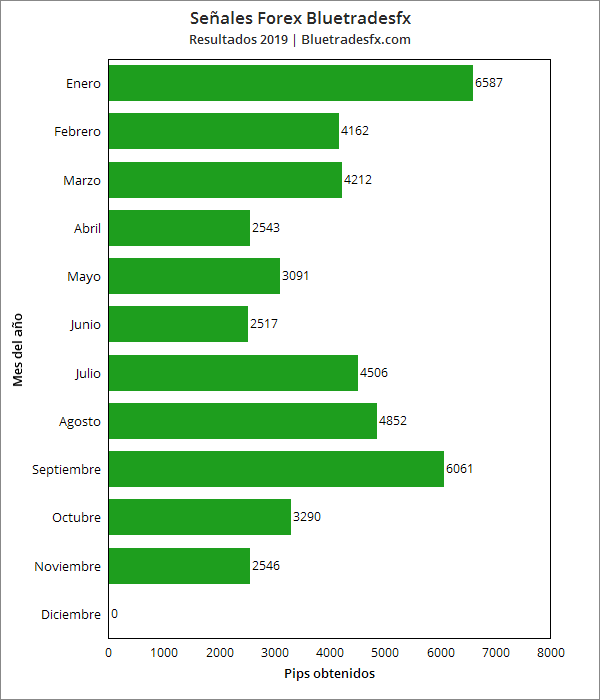 Señales Forex Bluetradesfx
Resultados 2019 | Bluetradesfx.com
Mes del año
Enero 6587
Febrero 4162
Marzo 4212
Abril 2543
Mayo 3091
Junio 2517
Julio 4506
Agosto 4852
Septiembre 6061
Octubre 3290
Noviembre 2546
Diciembre 0
0 1000 2000 3000 4000 5000 6000 7000 8000
Pips obtenidos